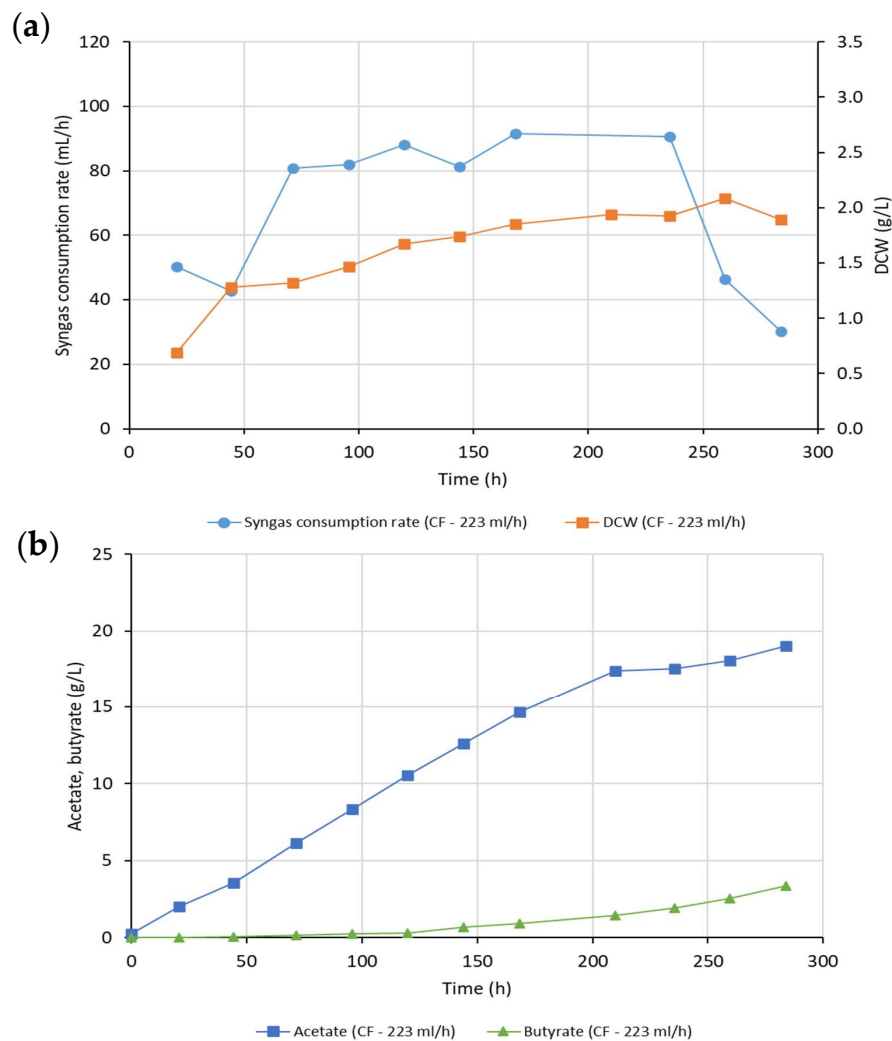 (a)
120
100
80
60
40
20
0
Syngas consumption rate (mL/h)
3.5
3.0
2.5
2.0
1.5
1.0
0.5
0.0
DCW (g/L)
0 50 100 150 200 250 300
Time (h)
Syngas consumption rate (CF - 223 ml/h) DCW (CF - 223 ml/h)
(b)
25
20
15
10
5
0
Acetate, butyrate (g/L)
0 50 100 150 200 250 300
Time (h)
Acetate (CF - 223 ml/h) Butyrate (CF - 223 ml/h)